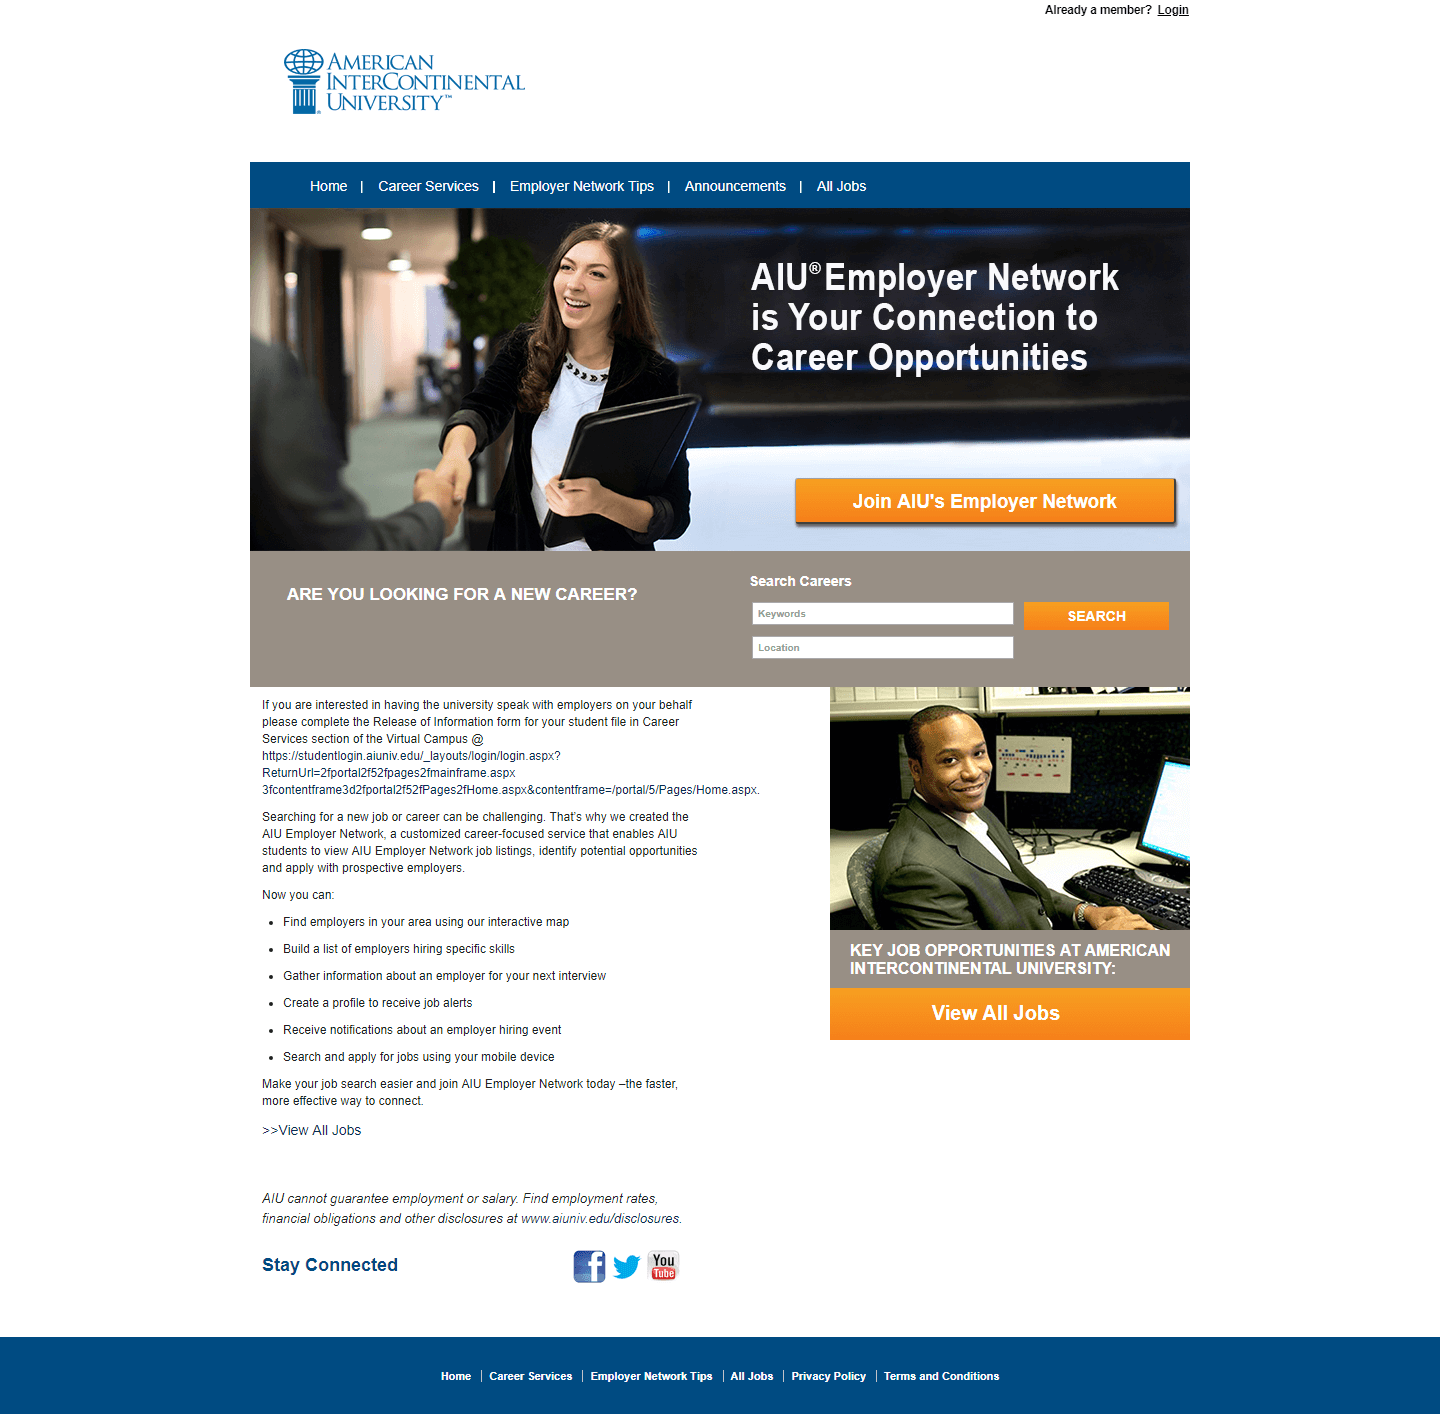 Already a member? Login
AMERICAN
INTERCONTINENTAL
UNIVERSITY™
Home | Career Services | Employer Network Tips | Announcements | All Jobs
AIU® Employer Network
is Your Connection to
Career Opportunities
Join AIU's Employer Network
ARE YOU LOOKING FOR A NEW CAREER?
Search Careers
Keywords
SEARCH
Location
If you are interested in having the university speak with employers on your behalf
please complete the Release of Information form for your student file in Career
Services section of the Virtual Campus @
https://studentlogin.aiuniv.edu/_layouts/login/login.aspx?
ReturnUrl=2fportal2f52fpages2fmainframe.aspx
3fcontentframe3d2fportal2f52fPages2fHome.aspx&contentframe=/portal/5/Pages/Home.aspx.
Searching for a new job or career can be challenging. That's why we created the
AIU Employer Network, a customized career-focused service that enables AIU
students to view AIU Employer Network job listings, identify potential opportunities
and apply with prospective employers.
Now you can:
• Find employers in your area using our interactive map
• Build a list of employers hiring specific skills
• Gather information about an employer for your next interview
• Create a profile to receive job alerts
• Receive notifications about an employer hiring event
• Search and apply for jobs using your mobile device
Make your job search easier and join AIU Employer Network today –the faster,
more effective way to connect.
>>View All Jobs
KEY JOB OPPORTUNITIES AT AMERICAN
INTERCONTINENTAL UNIVERSITY:
View All Jobs
AIU cannot guarantee employment or salary. Find employment rates,
financial obligations and other disclosures at www.aiuniv.edu/disclosures.
Stay Connected
You
Tube
Home | Career Services | Employer Network Tips | All Jobs | Privacy Policy | Terms and Conditions